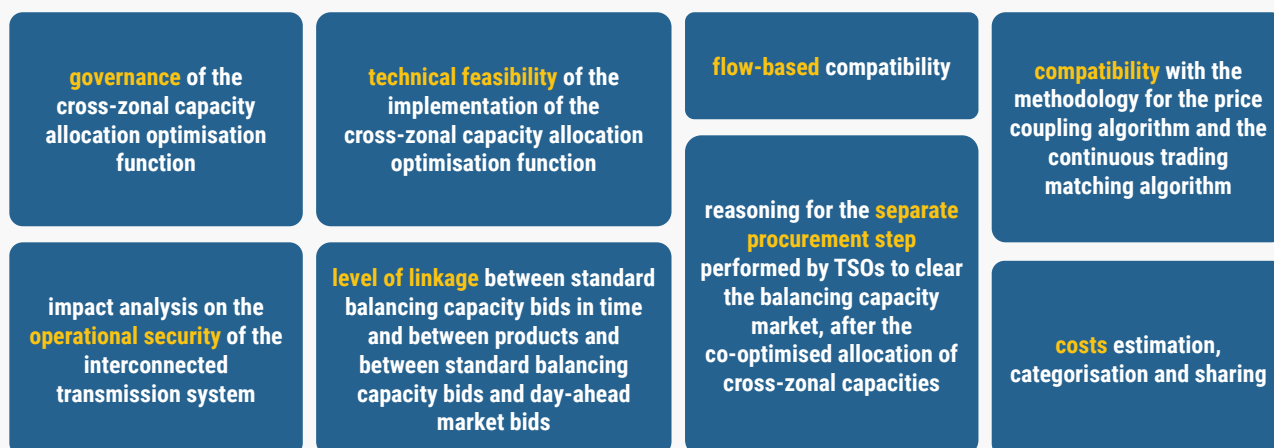 governance of the
cross-zonal capacity
allocation optimisation
function
technical feasibility of the
implementation of the
cross-zonal capacity allocation
optimisation function
flow-based compatibility
compatibility with the
methodology for the price
coupling algorithm and the
continuous trading
matching algorithm
impact analysis on the
operational security of the
interconnected
transmission system
level of linkage between standard
balancing capacity bids in time
and between products and
between standard balancing
capacity bids and day-ahead
market bids
reasoning for the separate
procurement step
performed by TSOs to clear
the balancing capacity
market, after the
co-optimised allocation of
cross-zonal capacities
costs estimation,
categorisation and sharing